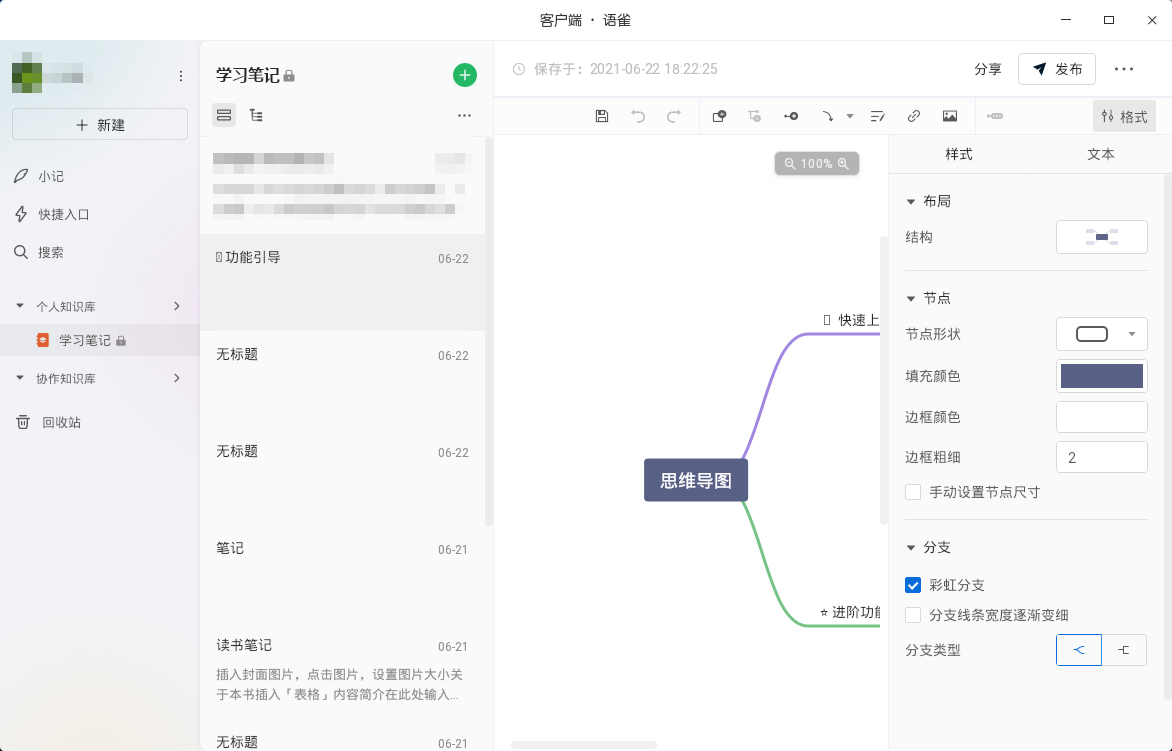 客户端 · 语雀
新建
小记
快捷入口
搜索
个人知识库
学习笔记
协作知识库
回收站
学习笔记
功能引导
06-22
无标题
06-22
无标题
06-22
笔记
06-21
读书笔记
06-21
插入封面图片，点击图片，设置图片大小关
于本书插入「表格」内容简介在此处输入...
无标题
06-21
保存于：2021-06-22 18:22:25
分享
发布
格式
100%
快速上
思维导图
进阶功能
样式
文本
布局
结构
节点
节点形状
填充颜色
边框颜色
边框粗细
2
手动设置节点尺寸
分支
彩虹分支
分支线条宽度逐渐变细
分支类型